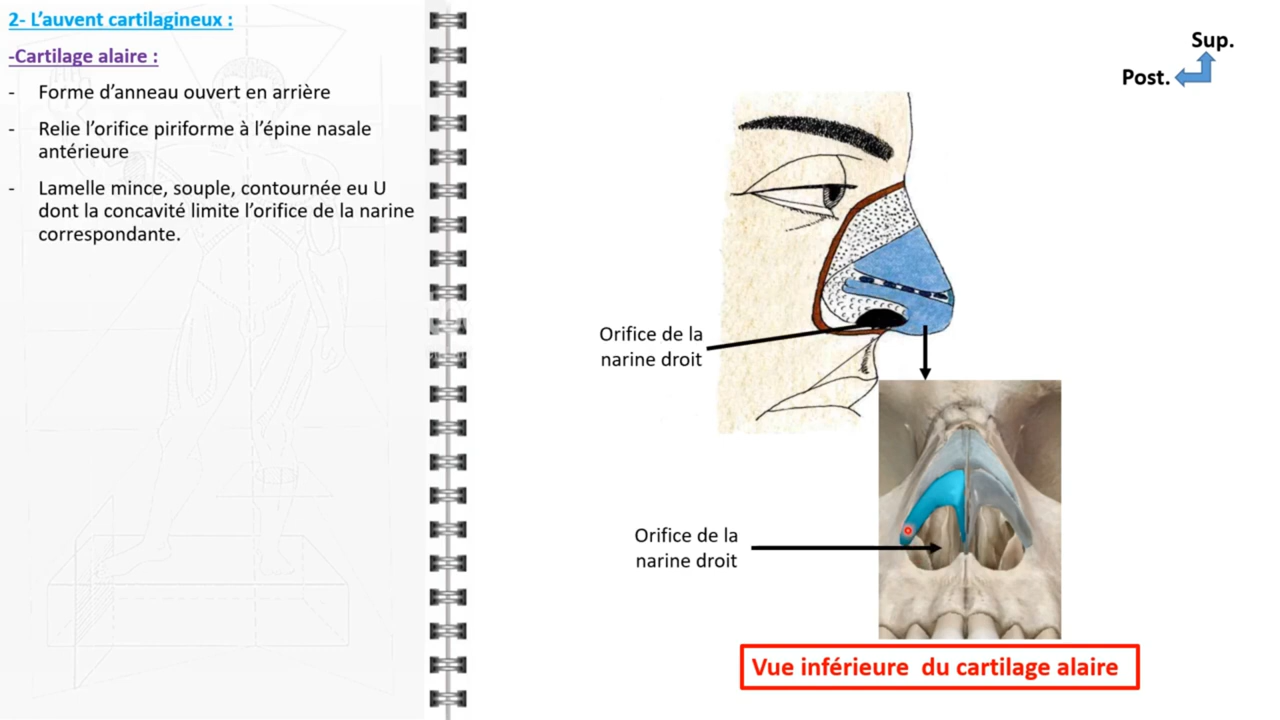 2- L’auvent cartilagineux :
-Cartilage alaire :
- Forme d’anneau ouvert en arrière
- Relie l’orifice piriforme à l’épine nasale
antérieure
- Lamelle mince, souple, contournée eu U
dont la concavité limite l’orifice de la narine
correspondante.
Sup.
Post.
Orifice de la
narine droit
Orifice de la
narine droit
Vue inférieure du cartilage alaire